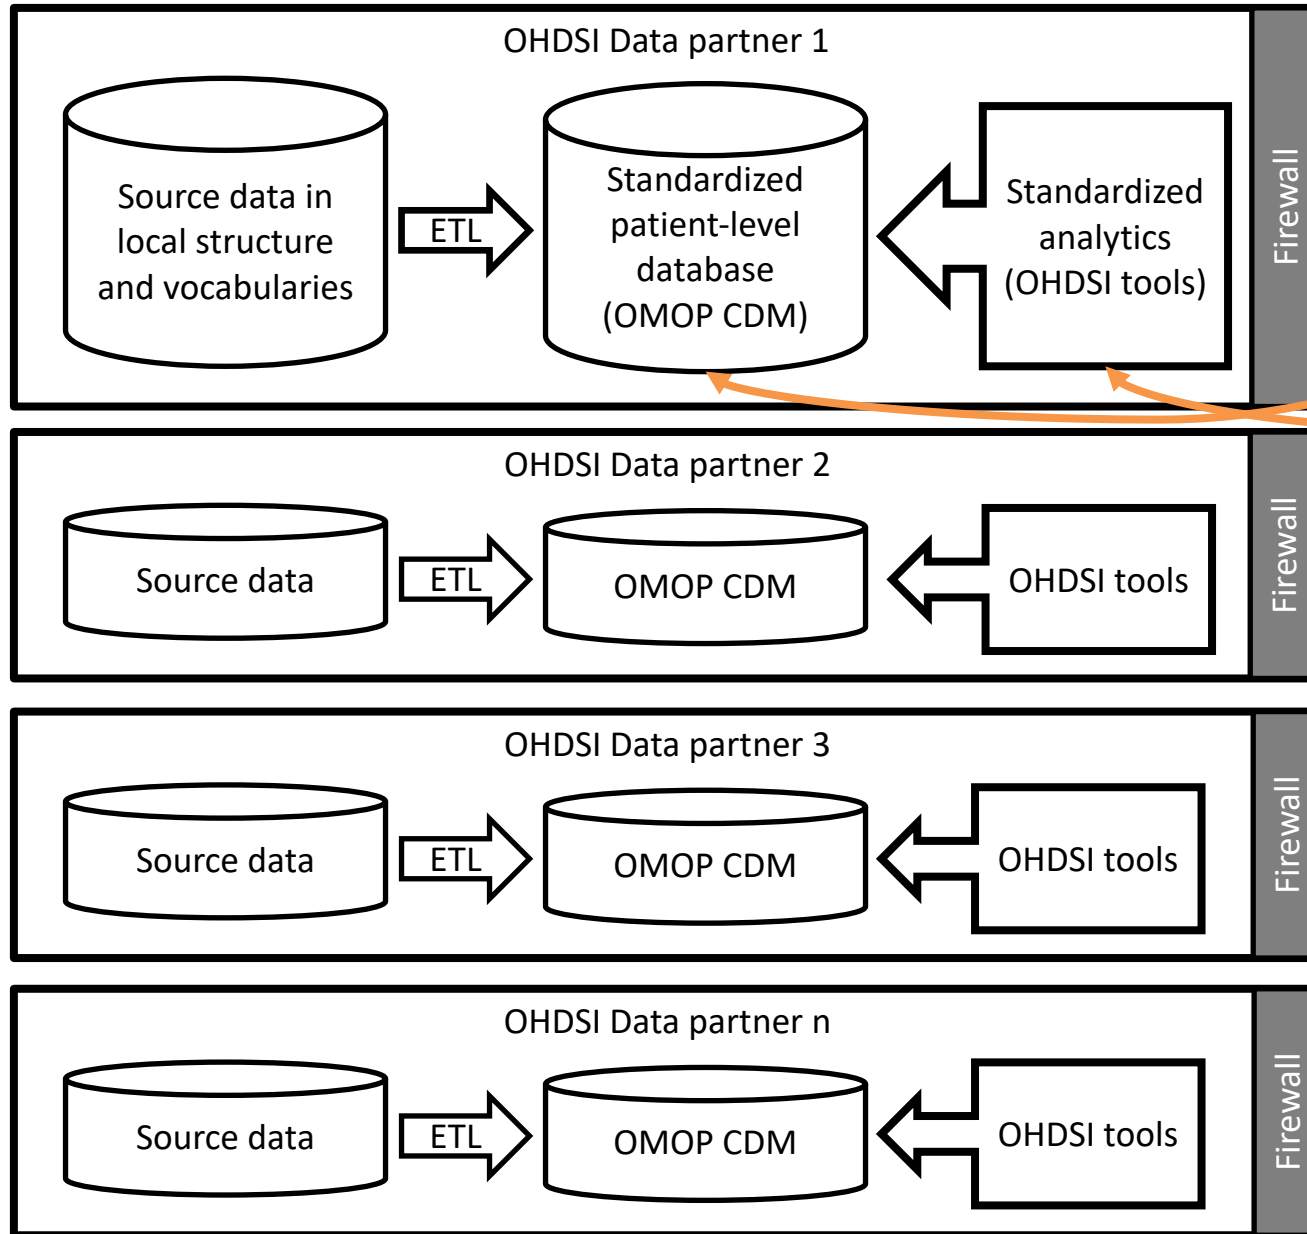 OHDSI Data partner 1
Source data in
local structure
and vocabularies
ETL
Standardized
patient-level
database
(OMOP CDM)
Standardized
analytics
(OHDSI tools)
Firewall
OHDSI Data partner 2
Source data
ETL
OMOP CDM
OHDSI tools
Firewall
OHDSI Data partner 3
Source data
ETL
OMOP CDM
OHDSI tools
Firewall
OHDSI Data partner n
Source data
ETL
OMOP CDM
OHDSI tools
Firewall